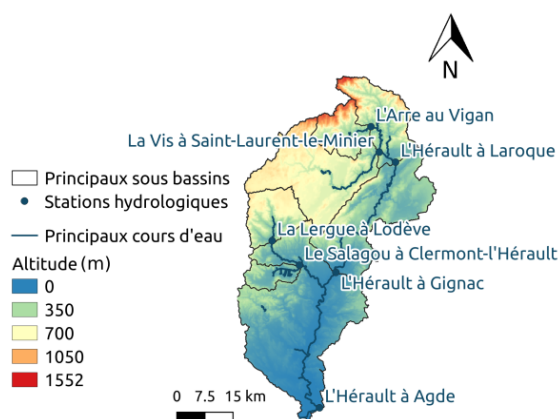 N
L'Arre au Vigan
La Vis à Saint-Laurent-le-Minier
L'Hérault à Laroque
Principaux sous bassins
Stations hydrologiques
La Lergue à Lodève
Principaux cours d'eau
Le Salagou à Clermont-l'Hérault
Altitude (m)
L'Hérault à Gignac
0
350
700
1050
1552
0 7.5 15 km
L'Hérault à Agde